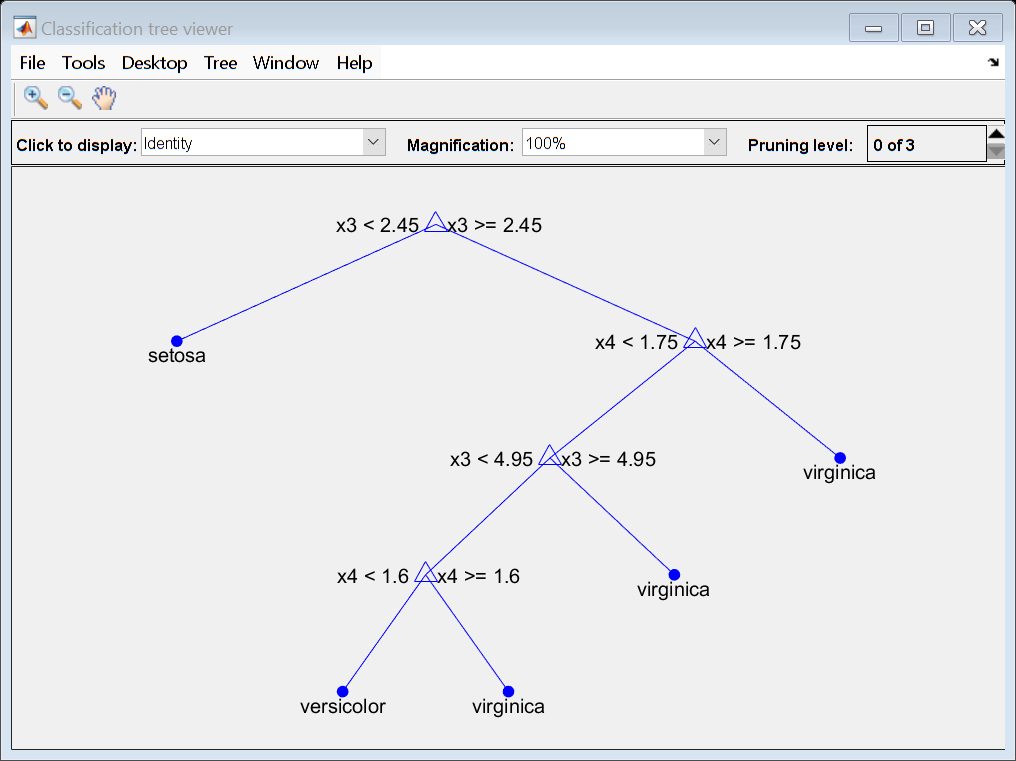 Classification tree viewer
File Tools Desktop Tree Window Help
Click to display: Identity Magnification: 100% Pruning level: 0 of 3
x3 < 2.45 x3 >= 2.45
setosa
x4 < 1.75 x4 >= 1.75
x3 < 4.95 x3 >= 4.95
virginica
x4 < 1.6 x4 >= 1.6
virginica
versicolor virginica